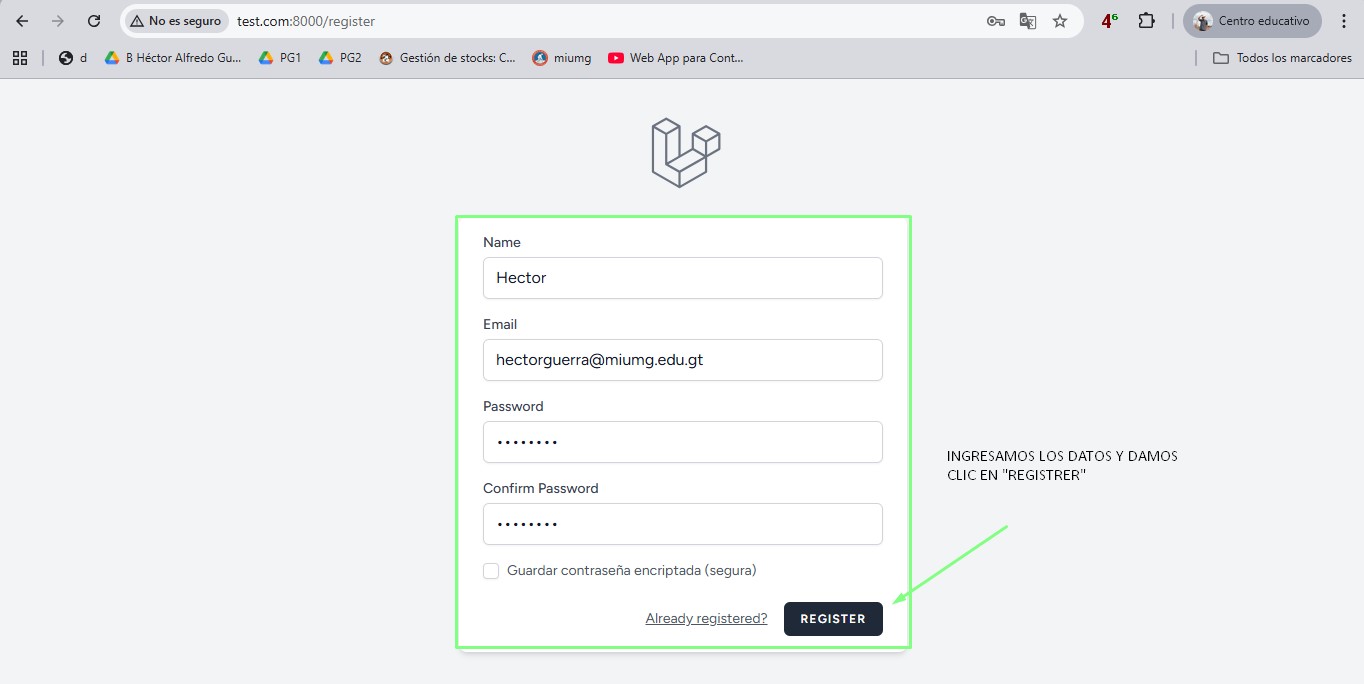 No es seguro
test.com:8000/register
4⁶
Centro educativo
d
B Héctor Alfredo Gu...
PG1
PG2
Gestión de stocks: C...
miumg
Web App para Cont...
Todos los marcadores
Name
Hector
Email
hectorguerra@miumg.edu.gt
Password
••••••••
Confirm Password
••••••••
INGRESAMOS LOS DATOS Y DAMOS
CLIC EN "REGISTRER"
Guardar contraseña encriptada (segura)
Already registered?
REGISTER